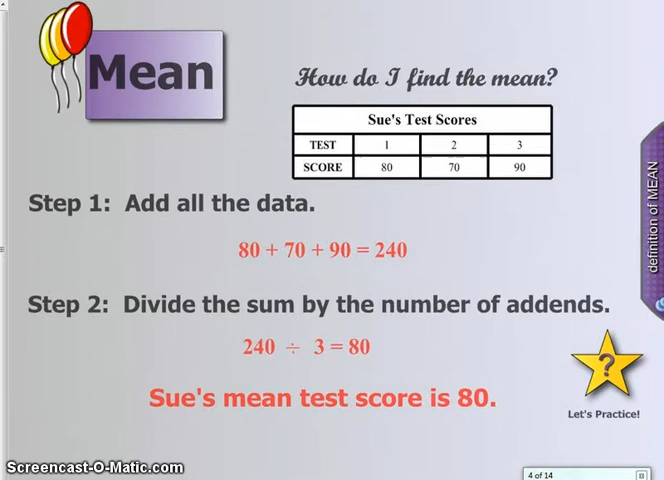 Mean
How do I find the mean?
Sue's Test Scores
TEST 1 2 3
SCORE 80 70 90
Step 1: Add all the data.
80 + 70 + 90 = 240
Step 2: Divide the sum by the number of addends.
240 ÷ 3 = 80
Sue's mean test score is 80.
definition of MEAN
?
Let's Practice!
Screencast-O-Matic.com
4 of 14